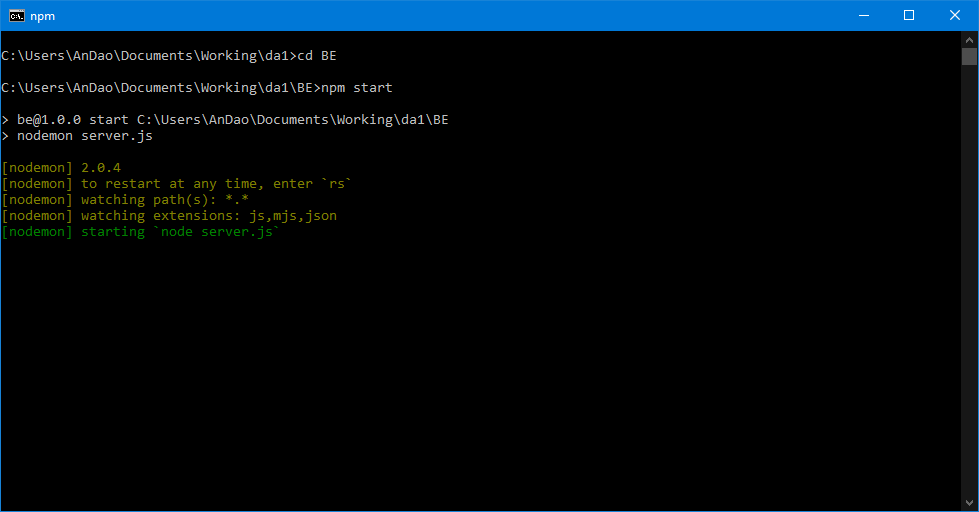 npm
C:\Users\AnDao\Documents\Working\da1>cd BE
C:\Users\AnDao\Documents\Working\da1\BE>npm start
> be@1.0.0 start C:\Users\AnDao\Documents\Working\da1\BE
> nodemon server.js
[nodemon] 2.0.4
[nodemon] to restart at any time, enter `rs`
[nodemon] watching path(s): *.*
[nodemon] watching extensions: js,mjs,json
[nodemon] starting `node server.js`